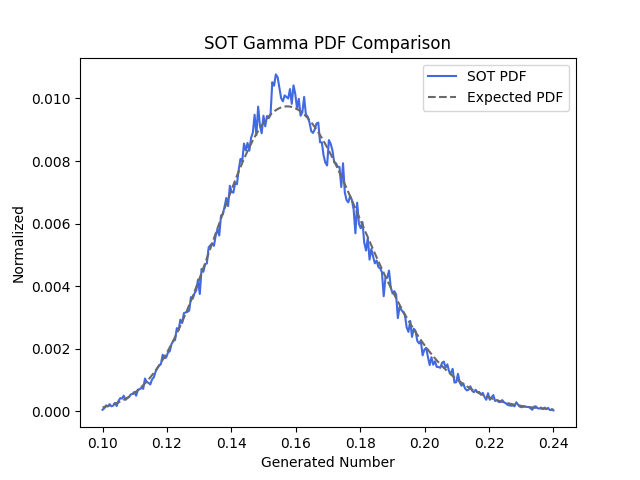 SOT Gamma PDF Comparison
SOT PDF
Expected PDF
0.010
0.008
0.006
0.004
0.002
0.000
Normalized
0.10 0.12 0.14 0.16 0.18 0.20 0.22 0.24
Generated Number